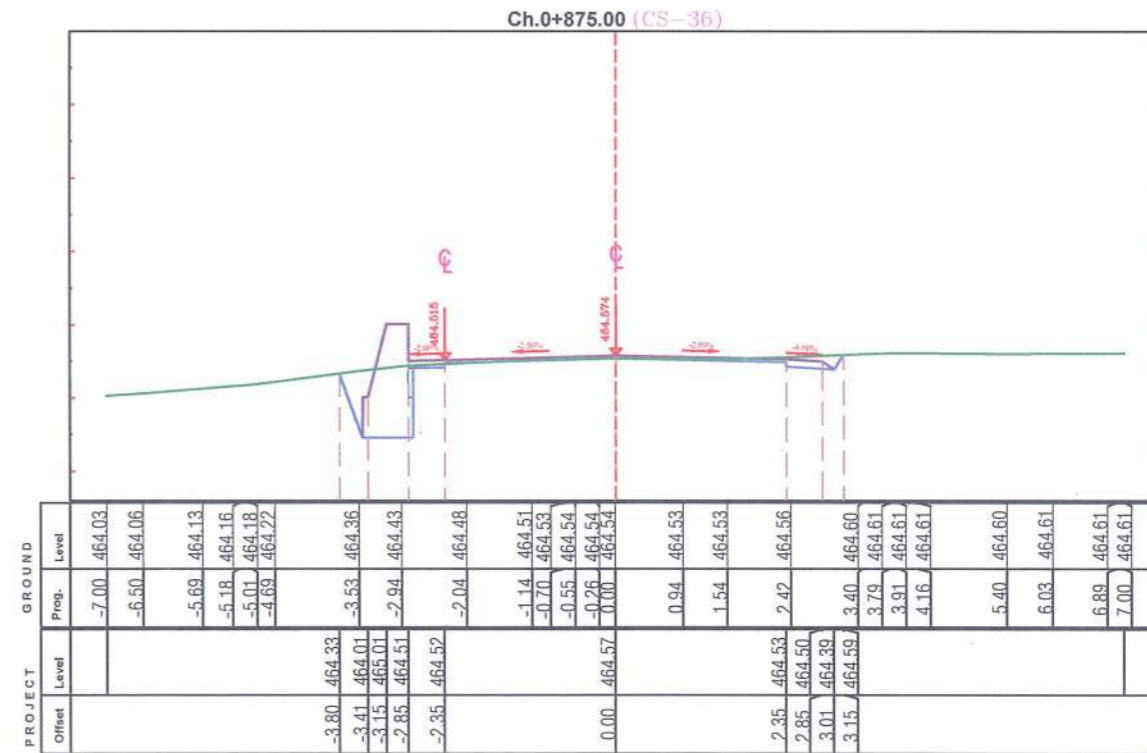 Ch.0+875.00 (CS-36)
464.515
464.574
-2.50%
-2.00%
GROUND
Level
464.03 464.06 464.13 464.16 464.18 464.22 464.36 464.43 464.48 464.51 464.53 464.54 464.54 464.54 464.53 464.53 464.56 464.60 464.61 464.61 464.61 464.60 464.61 464.61 464.61
Prog.
-7.00 -6.50 -5.69 -5.18 -5.01 -4.69 -3.53 -2.94 -2.04 -1.14 -0.70 -0.55 -0.26 0.00 0.94 1.54 2.42 3.40 3.79 3.91 4.16 5.40 6.03 6.89 7.00
PROJECT
Level
464.33 464.01 465.01 464.51 464.52 464.57 464.53 464.50 464.39 464.59
Offset
-3.80 -3.41 -3.15 -2.85 -2.35 0.00 2.35 2.85 3.01 3.15